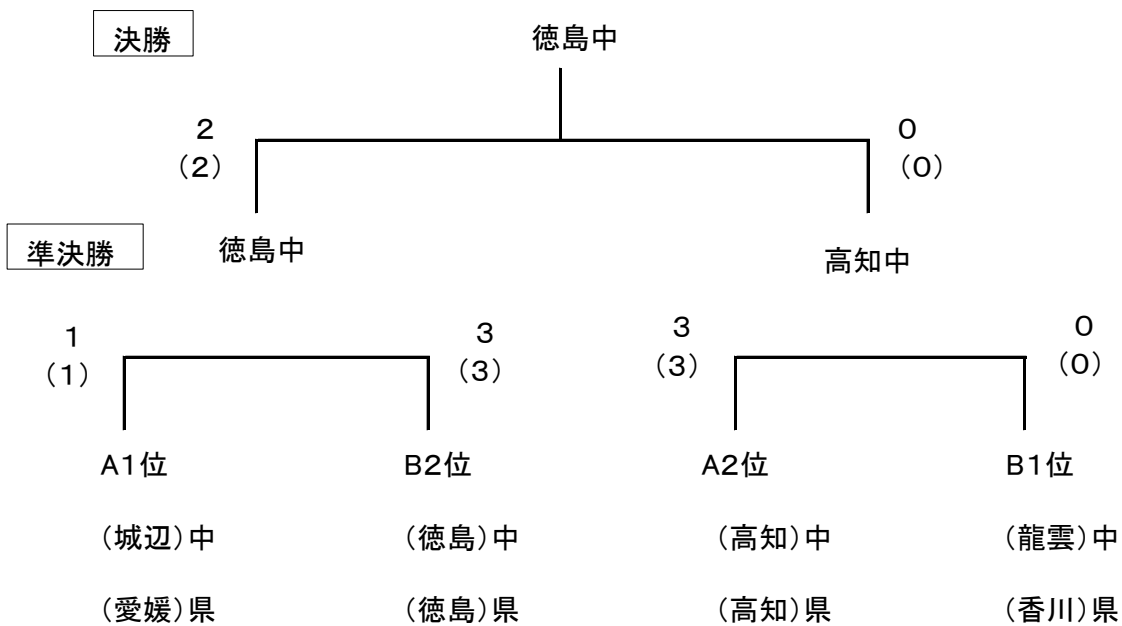 決勝
徳島中
2
(2)
0
(0)
準決勝
徳島中
高知中
1
(1)
3
(3)
3
(3)
0
(0)
A1位 B2位 A2位 B1位
(城辺)中 (徳島)中 (高知)中 (龍雲)中
(愛媛)県 (徳島)県 (高知)県 (香川)県